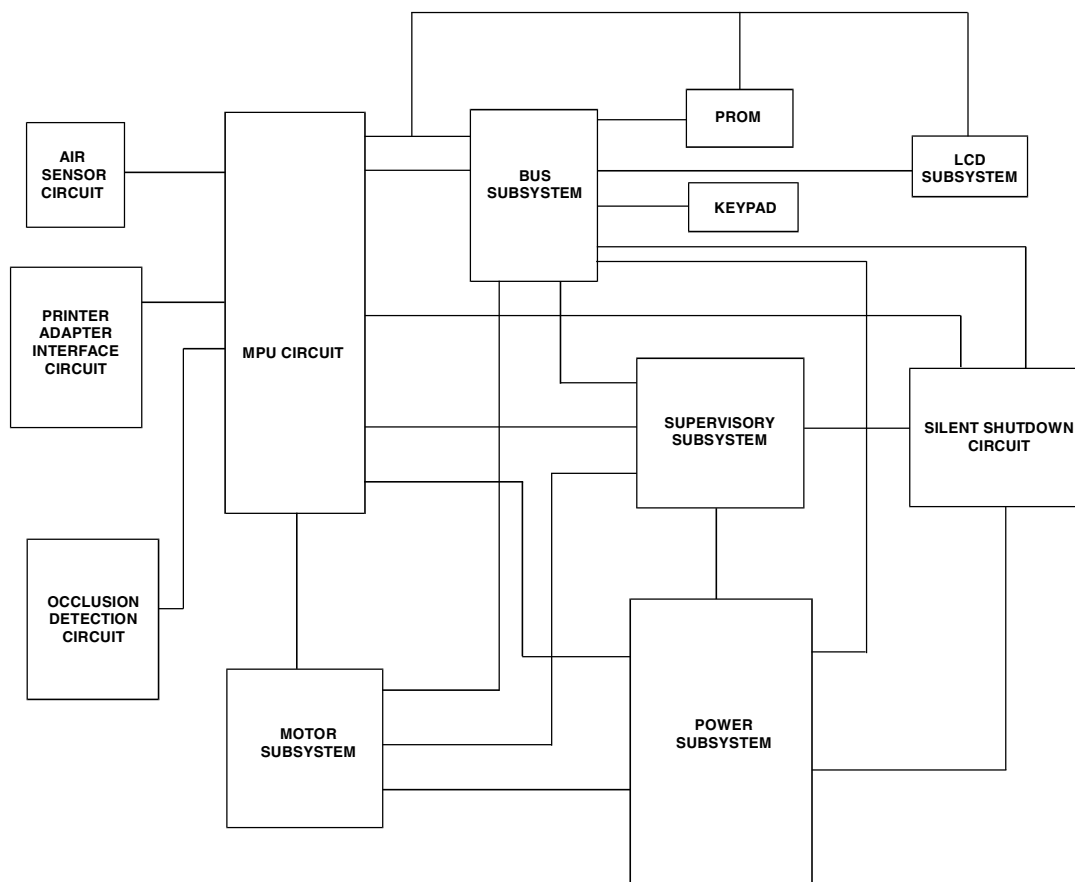 PROM
AIR
SENSOR
CIRCUIT
BUS
SUBSYSTEM
LCD
SUBSYSTEM
KEYPAD
PRINTER
ADAPTER
INTERFACE
CIRCUIT
MPU CIRCUIT
SUPERVISORY
SUBSYSTEM
SILENT SHUTDOWN
CIRCUIT
OCCLUSION
DETECTION
CIRCUIT
MOTOR
SUBSYSTEM
POWER
SUBSYSTEM